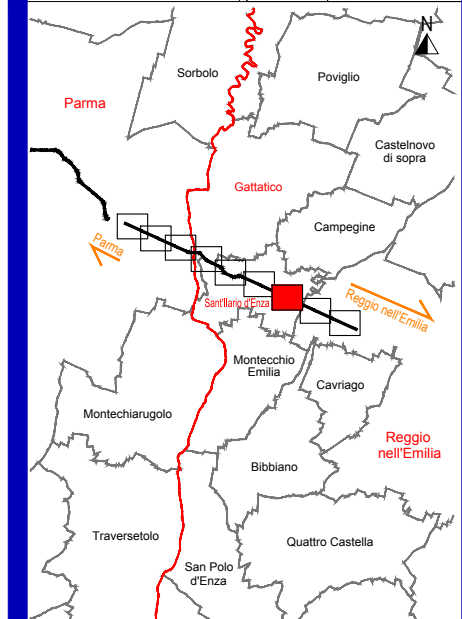 N
Sorbolo
Poviglio
Parma
Castelnovo
di sopra
Gattatico
Campegine
Parma
Reggio nell'Emilia
Sant'Ilario d'Enza
Montecchio
Emilia
Cavriago
Montechiarugolo
Reggio
nell'Emilia
Bibbiano
Traversetolo
Quattro Castella
San Polo
d'Enza